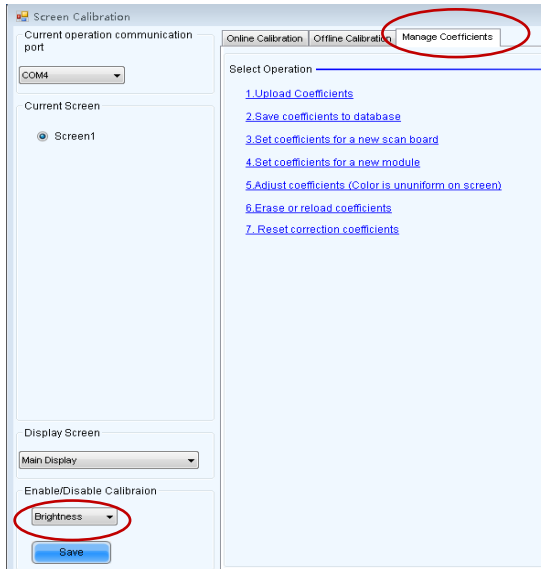 Screen Calibration
Current operation communication
port
COM4
Current Screen
Screen1
Display Screen
Main Display
Enable/Disable Calibraion
Brightness
Save
Online Calibration
Offline Calibration
Manage Coefficients
Select Operation
1.Upload Coefficients
2.Save coefficients to database
3.Set coefficients for a new scan board
4.Set coefficients for a new module
5.Adjust coefficients (Color is ununiform on screen)
6.Erase or reload coefficients
7. Reset correction coefficients